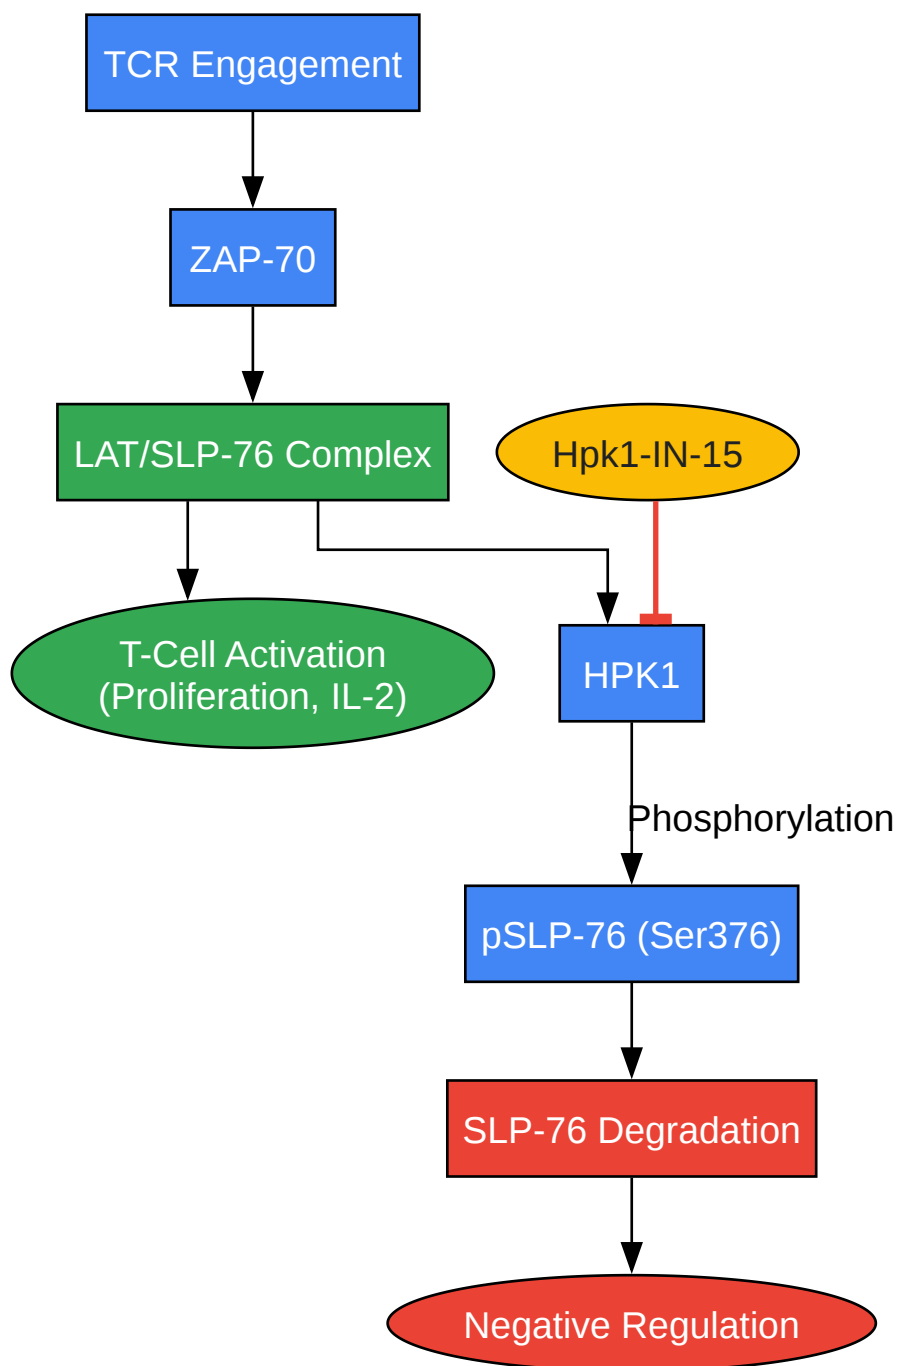 TCR Engagement
ZAP-70
LAT/SLP-76 Complex
Hpk1-IN-15
T-Cell Activation
(Proliferation, IL-2)
HPK1
Phosphorylation
pSLP-76 (Ser376)
SLP-76 Degradation
Negative Regulation